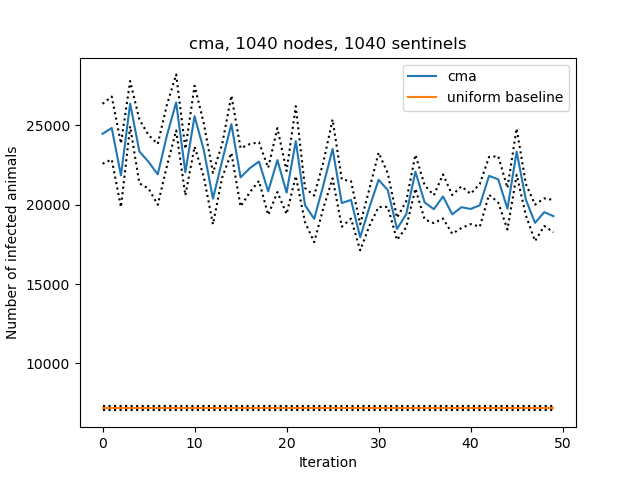 cma, 1040 nodes, 1040 sentinels
cma
uniform baseline
Number of infected animals
25000
20000
15000
10000
0 10 20 30 40 50
Iteration